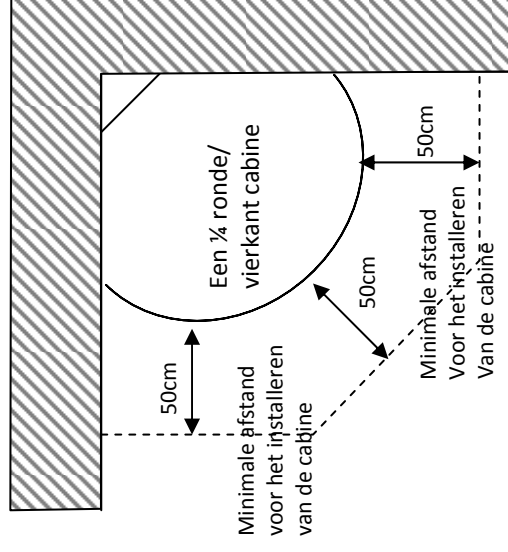 Een ¼ ronde/
vierkant cabine
50cm
50cm
50cm
Minimale afstand
voor het installeren
van de cabine
Minimale afstand
Voor het installeren
Van de cabine